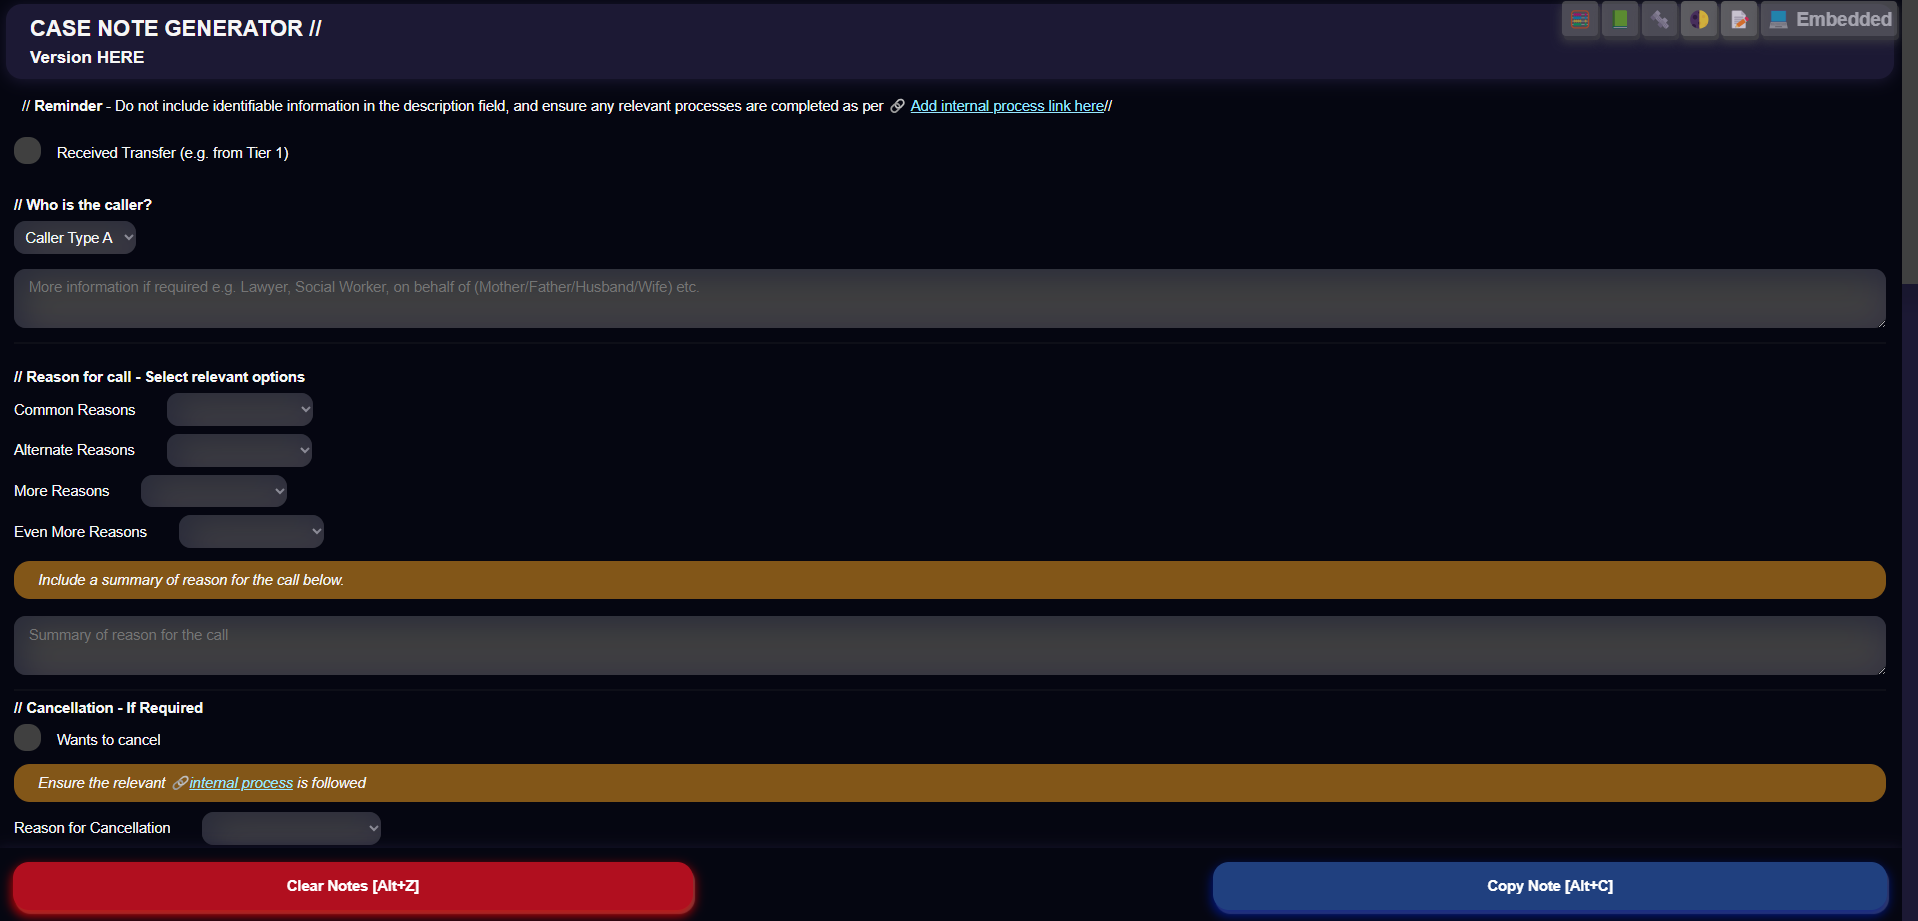 CASE NOTE GENERATOR //
Embedded
Version HERE
// Reminder - Do not include identifiable information in the description field, and ensure any relevant processes are completed as per 🔗 Add internal process link here//
Received Transfer (e.g. from Tier 1)
// Who is the caller?
Caller Type A
More information if required e.g. Lawyer, Social Worker, on behalf of (Mother/Father/Husband/Wife) etc.
// Reason for call - Select relevant options
Common Reasons
Alternate Reasons
More Reasons
Even More Reasons
Include a summary of reason for the call below.
Summary of reason for the call
// Cancellation - If Required
Wants to cancel
Ensure the relevant 🔗internal process is followed
Reason for Cancellation
Clear Notes [Alt+Z]
Copy Note [Alt+C]